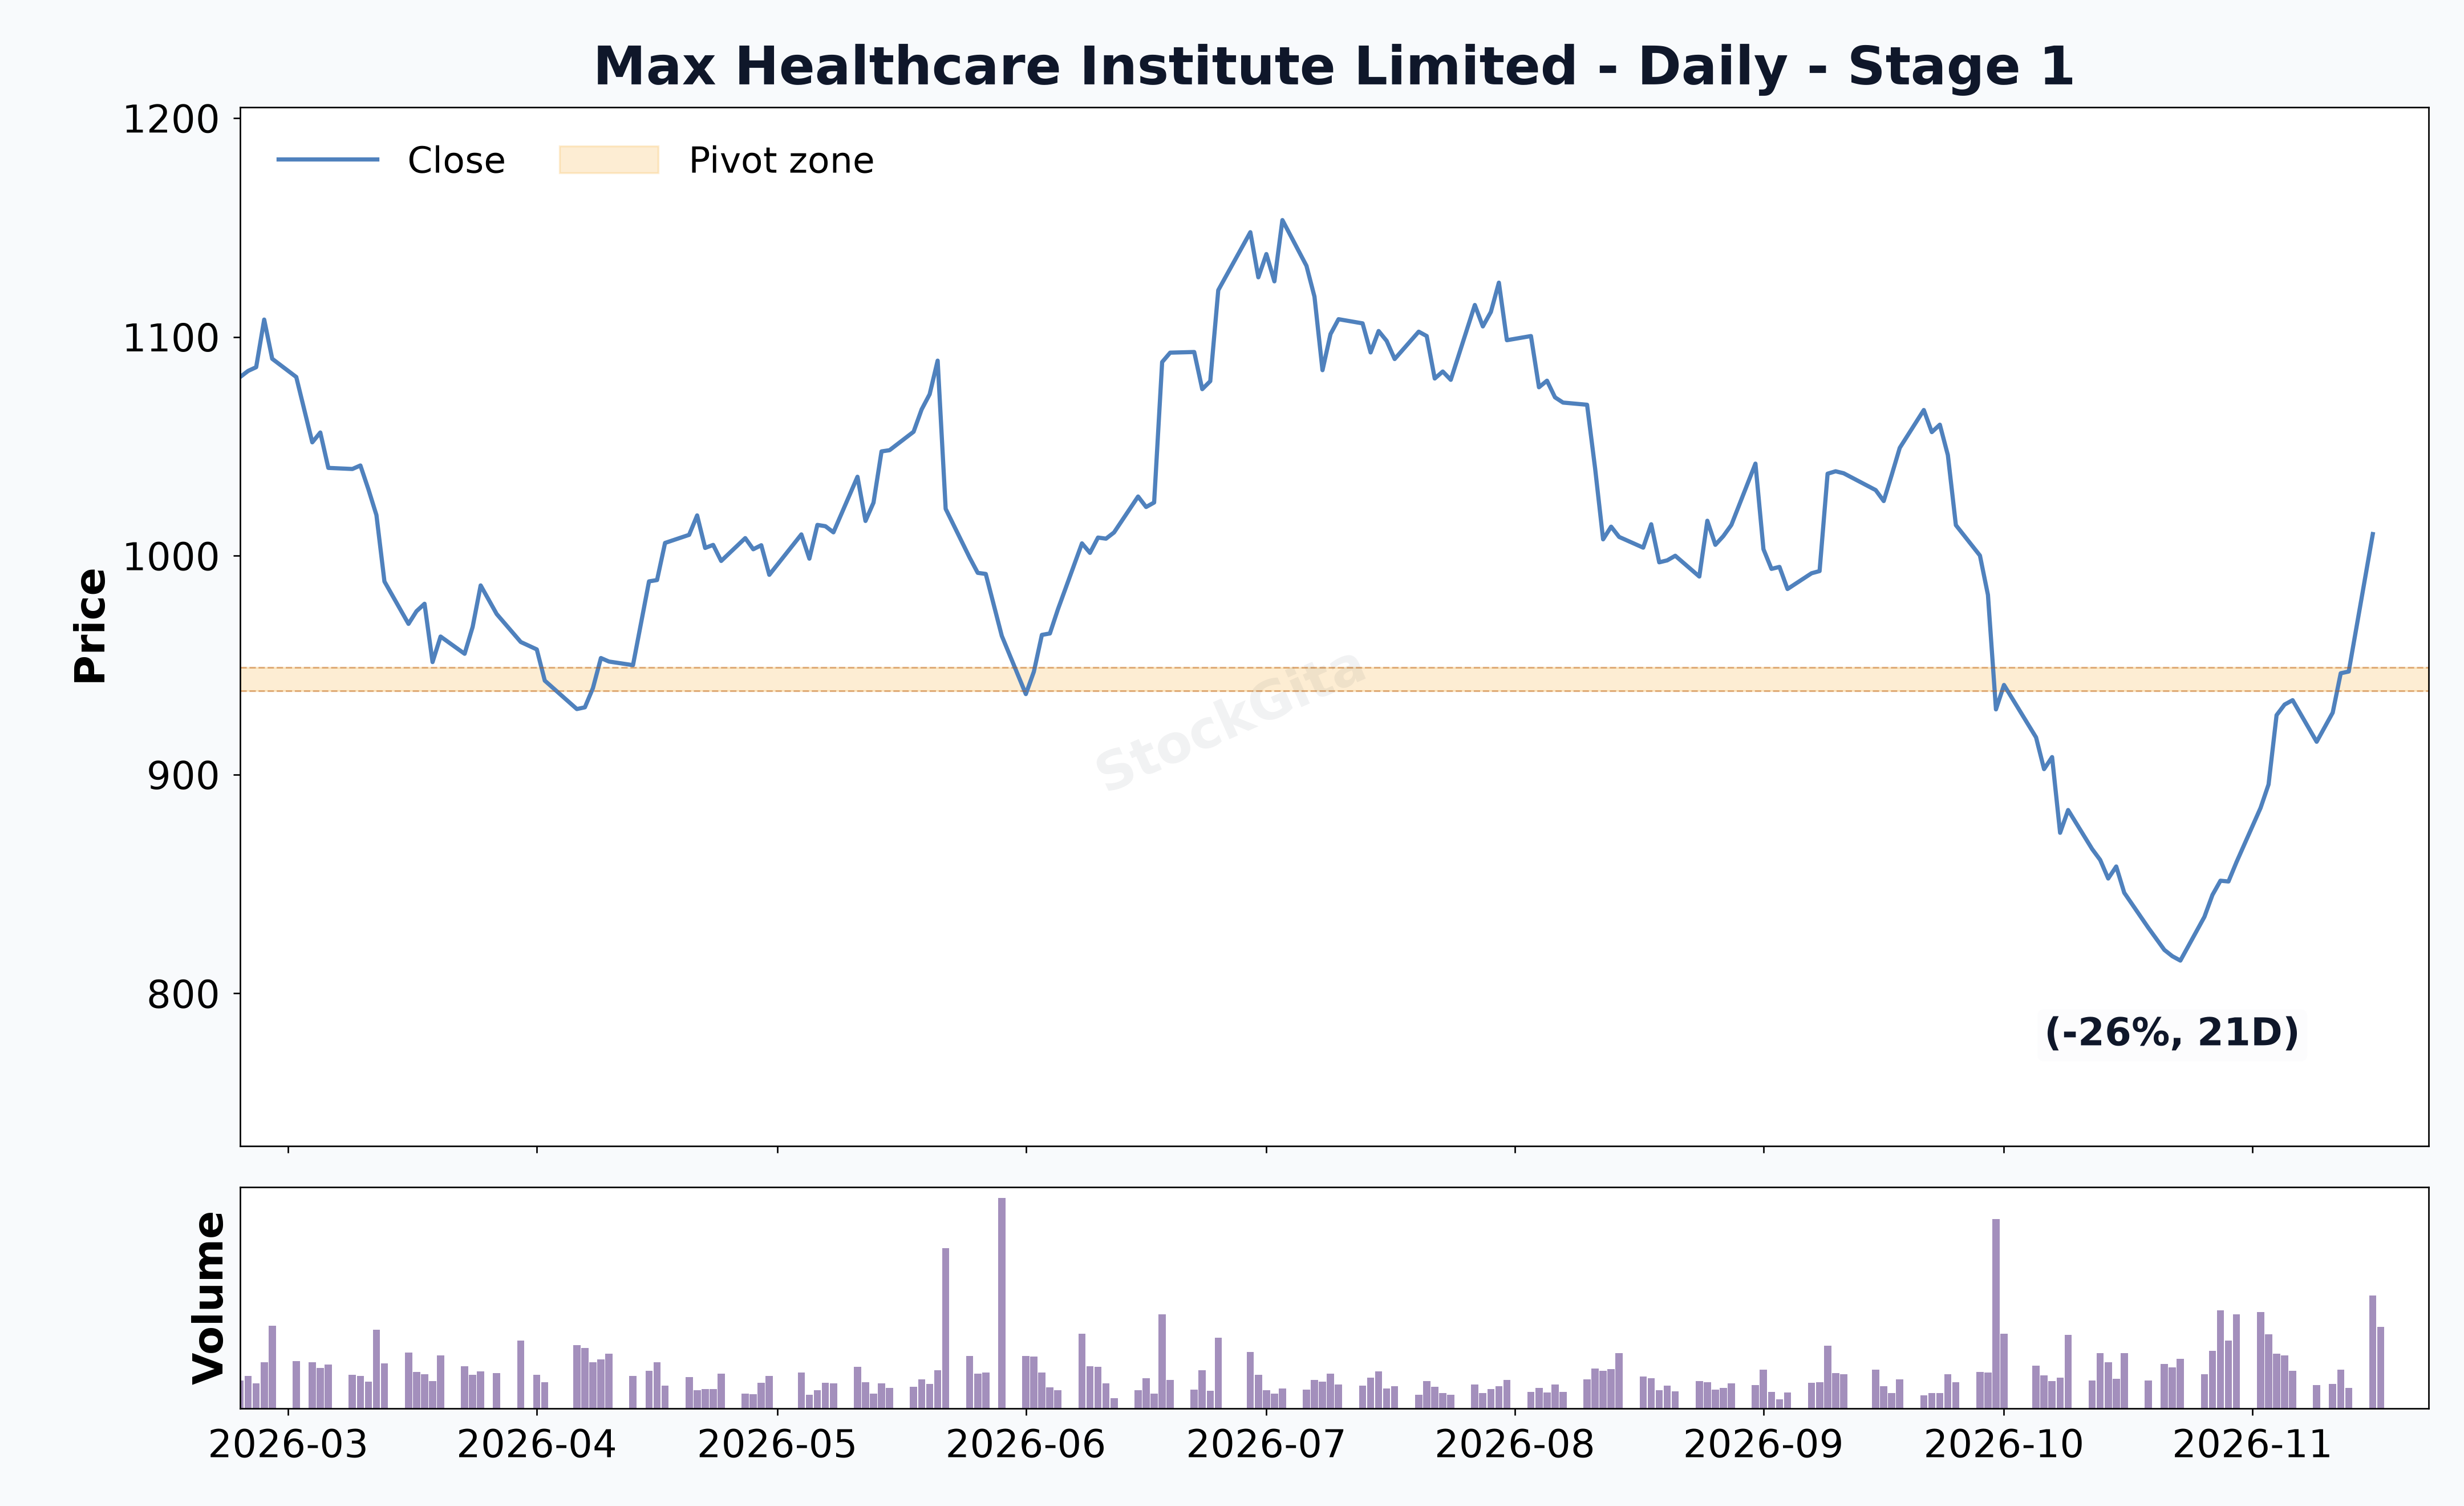 Max Healthcare Institute Limited - Daily - Stage 1
Close
Pivot zone
1200
1100
1000
900
800
Price
StockGita
(-26%, 21D)
Volume
2026-03
2026-04
2026-05
2026-06
2026-07
2026-08
2026-09
2026-10
2026-11